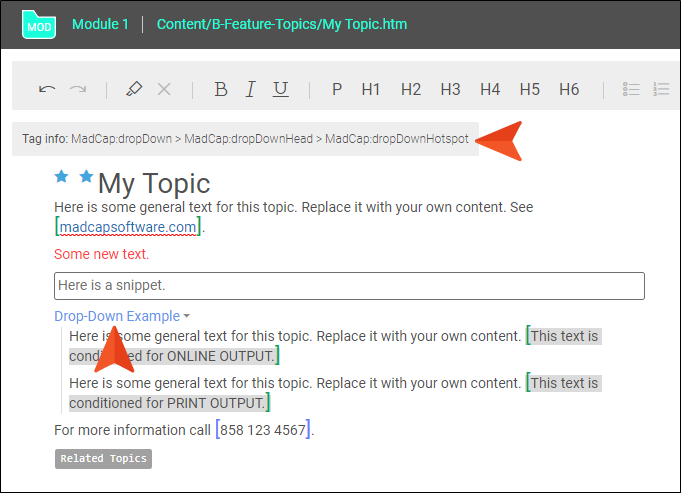 MOD Module 1 Content/B-Feature-Topics/My Topic.htm
B I U P H1 H2 H3 H4 H5 H6
Tag info: MadCap:dropDown > MadCap:dropDownHead > MadCap:dropDownHotspot
My Topic
Here is some general text for this topic. Replace it with your own content. See
[madcapsoftware.com].
Some new text.
Here is a snippet.
Drop-Down Example
Here is some general text for this topic. Replace it with your own content. [This text is
conditioned for ONLINE OUTPUT.]
Here is some general text for this topic. Replace it with your own content. [This text is
conditioned for PRINT OUTPUT.]
For more information call [858 123 4567].
Related Topics